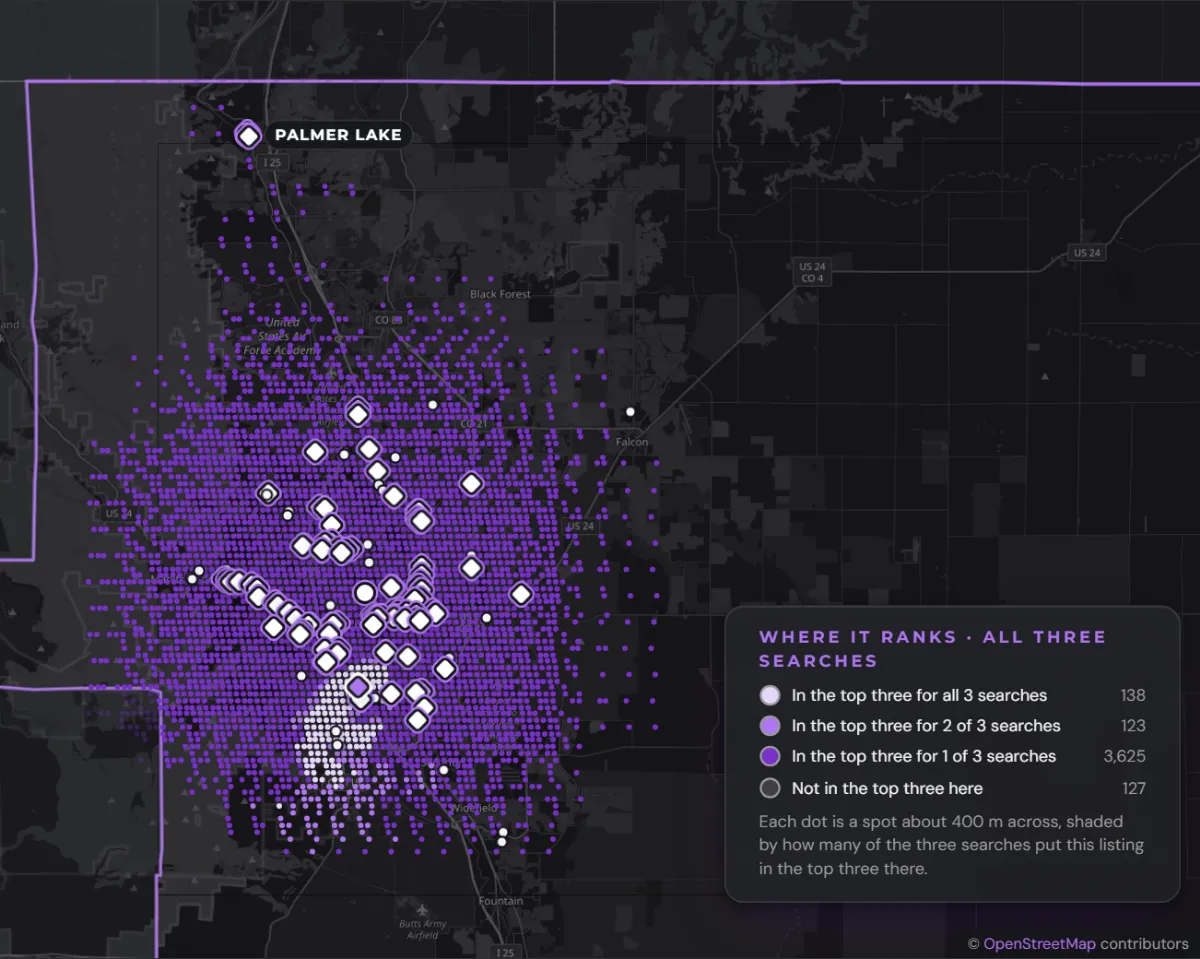 PALMER LAKE
I 25
US 24
US 24
CO 4
Black Forest
United
States Air
Force Academy
CO 83
CO 21
Falcon
US 24
US 24
WHERE IT RANKS · ALL THREE
SEARCHES
In the top three for all 3 searches 138
In the top three for 2 of 3 searches 123
In the top three for 1 of 3 searches 3,625
Not in the top three here 127
Each dot is a spot about 400 m across, shaded
by how many of the three searches put this listing
in the top three there.
Widefield
Fountain
Butts Army
Airfield
I 25
© OpenStreetMap contributors